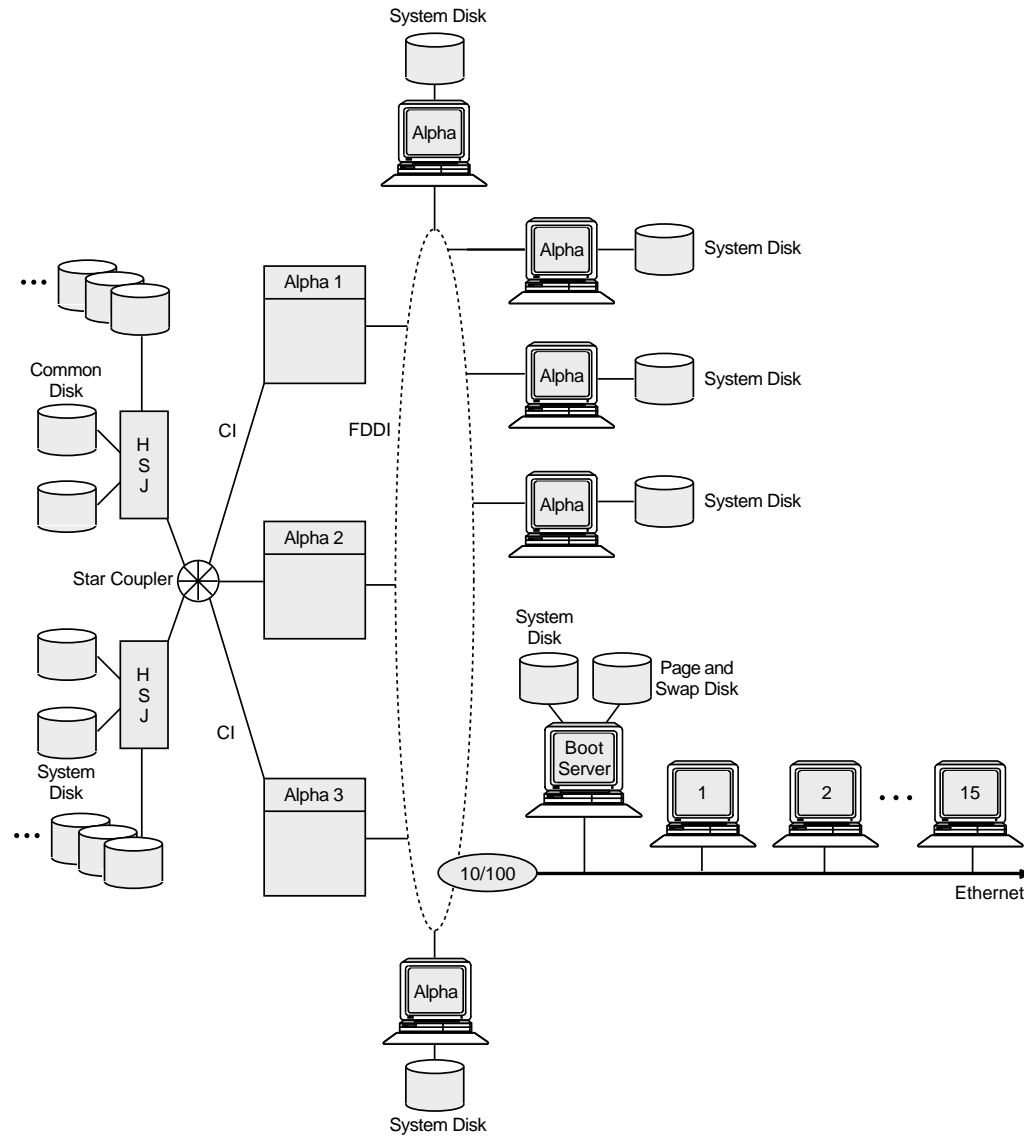 System Disk
Alpha
Alpha
System Disk
Alpha 1
...
Common
Disk
Alpha
System Disk
CI
FDDI
H
S
J
Alpha
System Disk
Alpha 2
Star Coupler
System
Disk
Page and
Swap Disk
H
S
J
CI
Boot
Server
System
Disk
Alpha 3
1
2
...
15
...
10/100
Ethernet
Alpha
System Disk